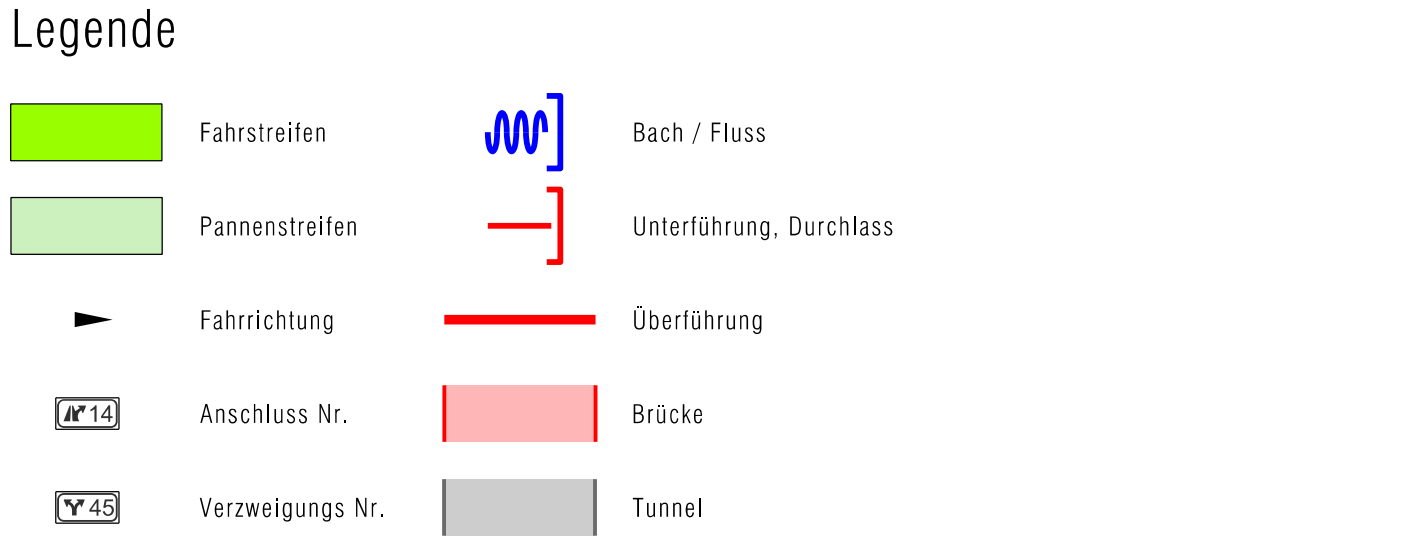 Legende
Fahrstreifen
Bach / Fluss
Pannenstreifen
Unterführung, Durchlass
Fahrrichtung
Überführung
14
Anschluss Nr.
Brücke
45
Verzweigungs Nr.
Tunnel